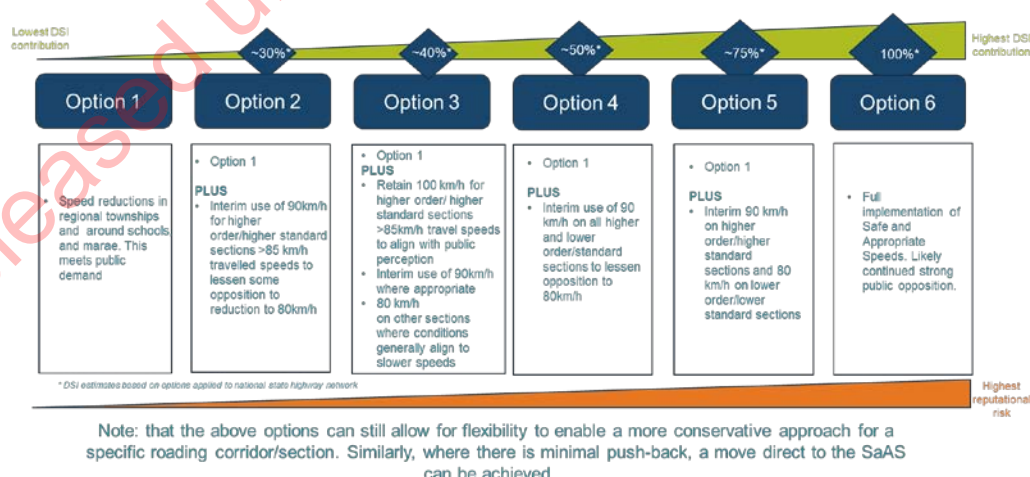 Lowest DSI
contribution
~30%*
~40%*
~50%*
~75%*
100%*
Highest DSI
contribution
Option 1
Option 2
Option 3
Option 4
Option 5
Option 6
• Speed reductions in
regional townships
and around schools
and marae. This
meets public
demand
• Option 1
PLUS
• Interim use of 90km/h
for higher
order/higher standard
sections >85 km/h
travelled speeds to
lessen some
opposition to
reduction to 80km/h
• Option 1
PLUS
• Retain 100 km/h for
higher order/ higher
standard sections
>85km/h travel speeds
to align with public
perception
• Interim use of 90km/h
where appropriate
• 80 km/h
on other sections
where conditions
generally align to
slower speeds
• Option 1
PLUS
• Interim use of 90
km/h on all higher
and lower
order/standard
sections to lessen
opposition to
80km/h
• Option 1
PLUS
• Interim 90 km/h
on higher
order/higher
standard
sections and 80
km/h on lower
order/lower
standard sections
• Full
implementation of
Safe and
Appropriate
Speeds. Likely
continued strong
public opposition.
* DSI estimates based on options applied to national state highway network
Highest
reputational
risk
Note: that the above options can still allow for flexibility to enable a more conservative approach for a
specific roading corridor/section. Similarly, where there is minimal push-back, a move direct to the SaAS
can be achieved
eased u